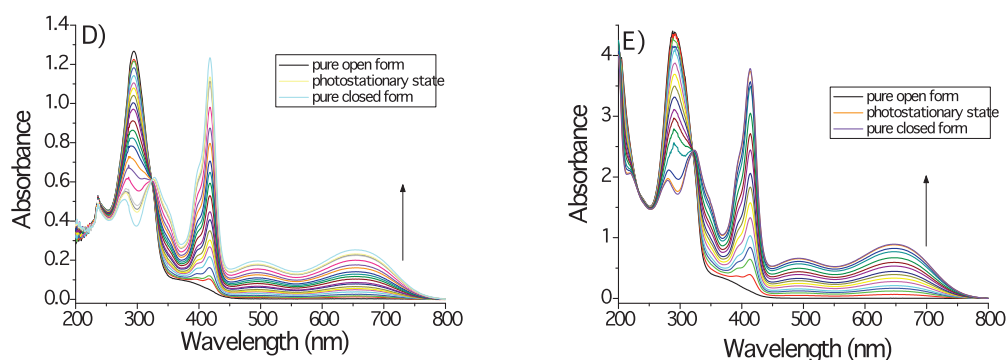 D)
1.4
1.2
1.0
0.8
0.6
0.4
0.2
0.0
Absorbance
pure open form
photostationary state
pure closed form
200 300 400 500 600 700 800
Wavelength (nm)
E)
4
3
2
1
0
Absorbance
pure open form
photostationary state
pure closed form
200 300 400 500 600 700 800
Wavelength (nm)